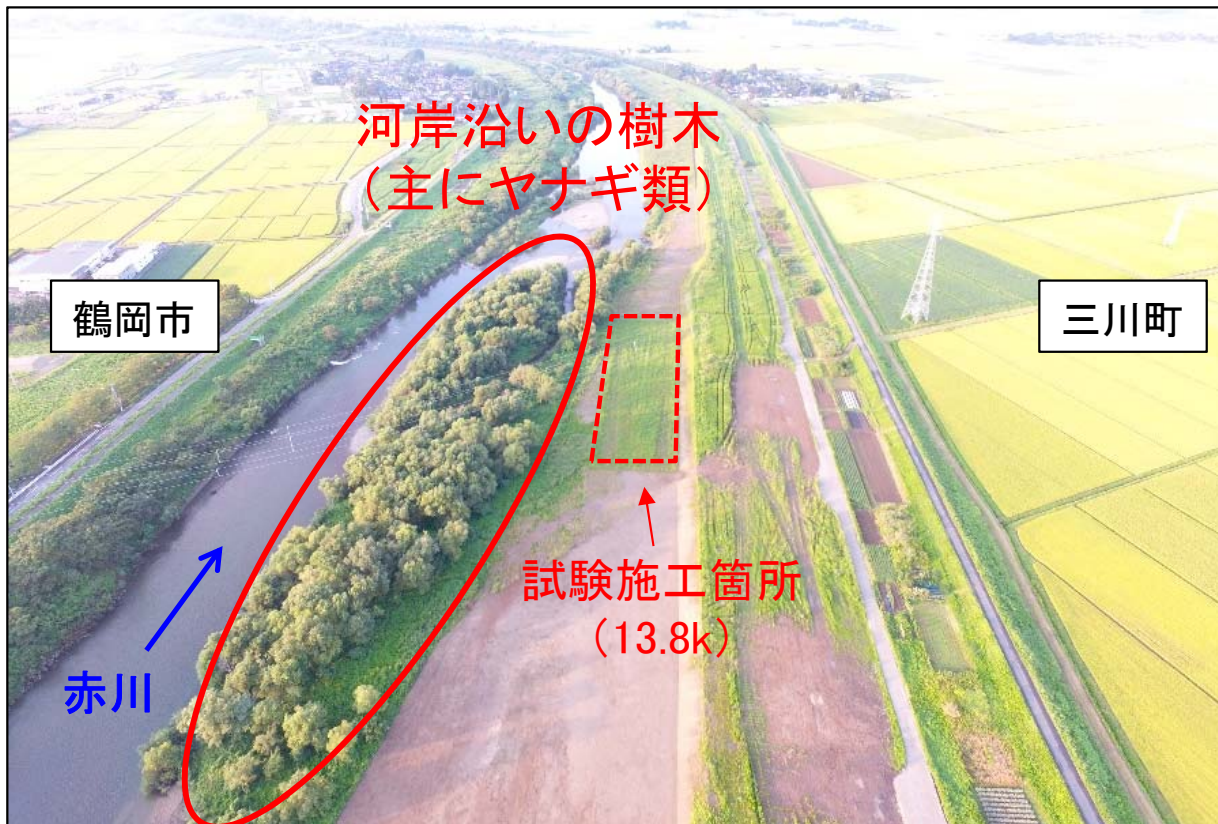 河岸沿いの樹木
（主にヤナギ類）
鶴岡市
三川町
試験施工箇所
（13.8k）
赤川